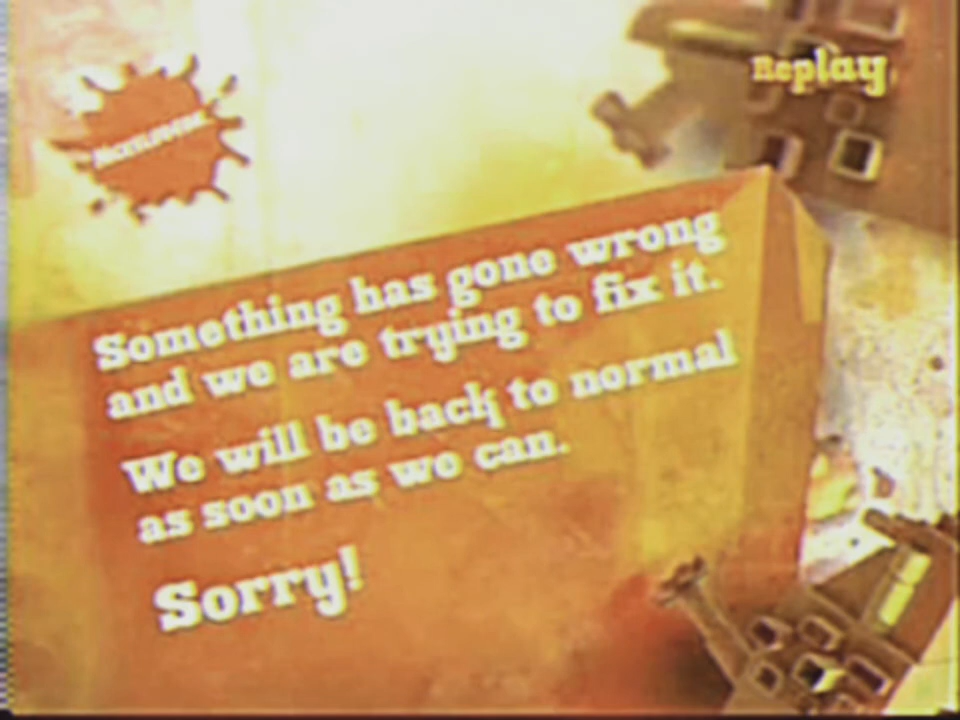 Replay
NICKELODEON
Something has gone wrong
and we are trying to fix it.
We will be back to normal
as soon as we can.
Sorry!